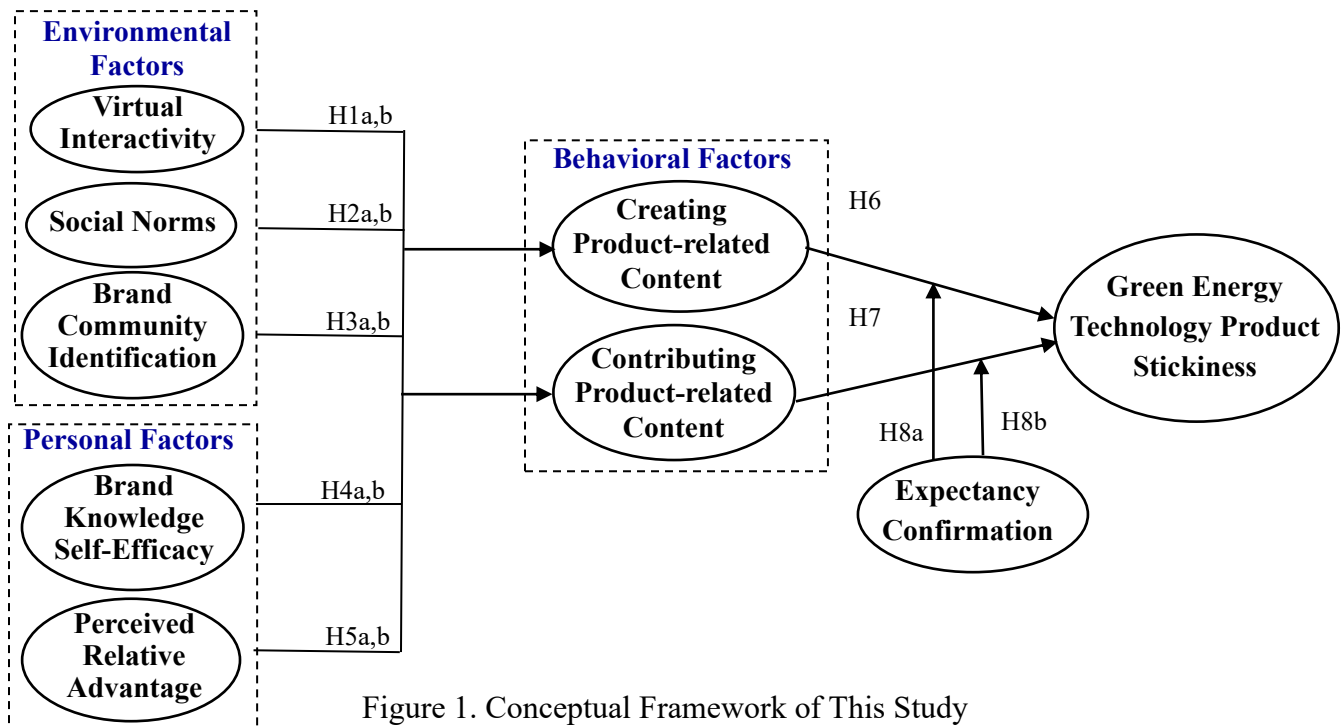 Environmental
Factors
Virtual
Interactivity
Social Norms
Brand
Community
Identification
Personal Factors
Brand
Knowledge
Self-Efficacy
Perceived
Relative
Advantage
H1a,b
H2a,b
H3a,b
H4a,b
H5a,b
Behavioral Factors
Creating
Product-related
Content
Contributing
Product-related
Content
H6
H7
H8a
H8b
Expectancy
Confirmation
Green Energy
Technology Product
Stickiness
Figure 1. Conceptual Framework of This Study